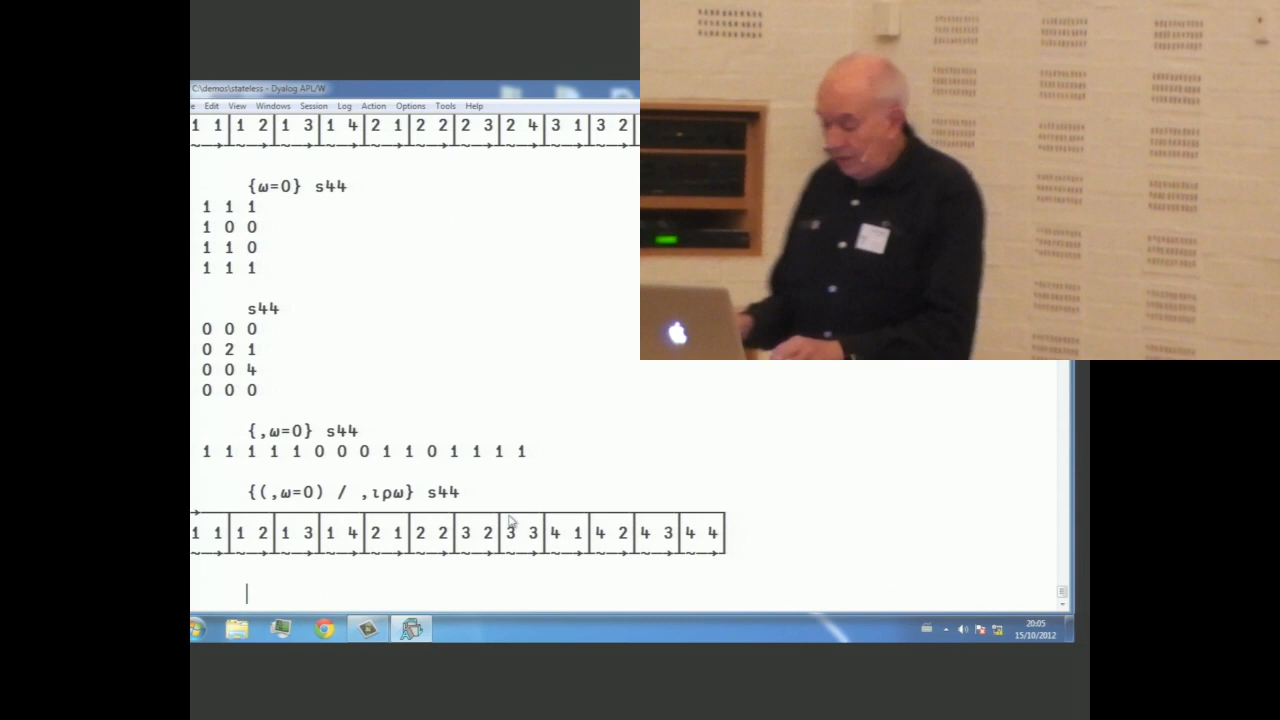 C:\demos\stateless - Dyalog APL/W
e Edit View Windows Session Log Action Options Tools Help
1 1 1 2 1 3 1 4 2 1 2 2 2 3 2 4 3 1 3 2
{ω=0} s44
1 1 1
1 0 0
1 1 0
1 1 1
s44
0 0 0
0 2 1
0 0 4
0 0 0
{,ω=0} s44
1 1 1 1 1 0 0 0 1 1 0 1 1 1 1
{(,ω=0) / ,⍳⍴ω} s44
1 1 1 2 1 3 1 4 2 1 2 2 3 2 3 3 4 1 4 2 4 3 4 4
20:05
15/10/2012